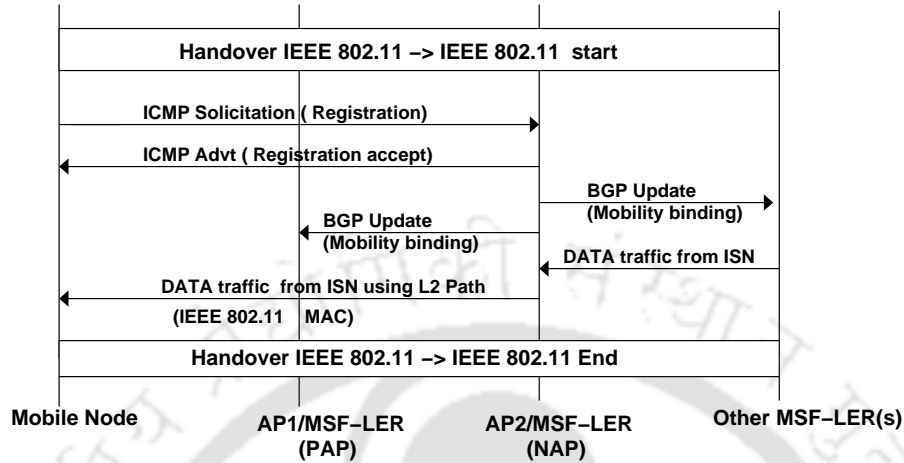 Handover IEEE 802.11 −> IEEE 802.11 start
ICMP Solicitation ( Registration)
ICMP Advt ( Registration accept)
BGP Update
(Mobility binding)
BGP Update
(Mobility binding)
DATA traffic from ISN
DATA traffic from ISN using L2 Path
(IEEE 802.11 MAC)
Handover IEEE 802.11 −> IEEE 802.11 End
Mobile Node
AP1/MSF−LER
(PAP)
AP2/MSF−LER
(NAP)
Other MSF−LER(s)